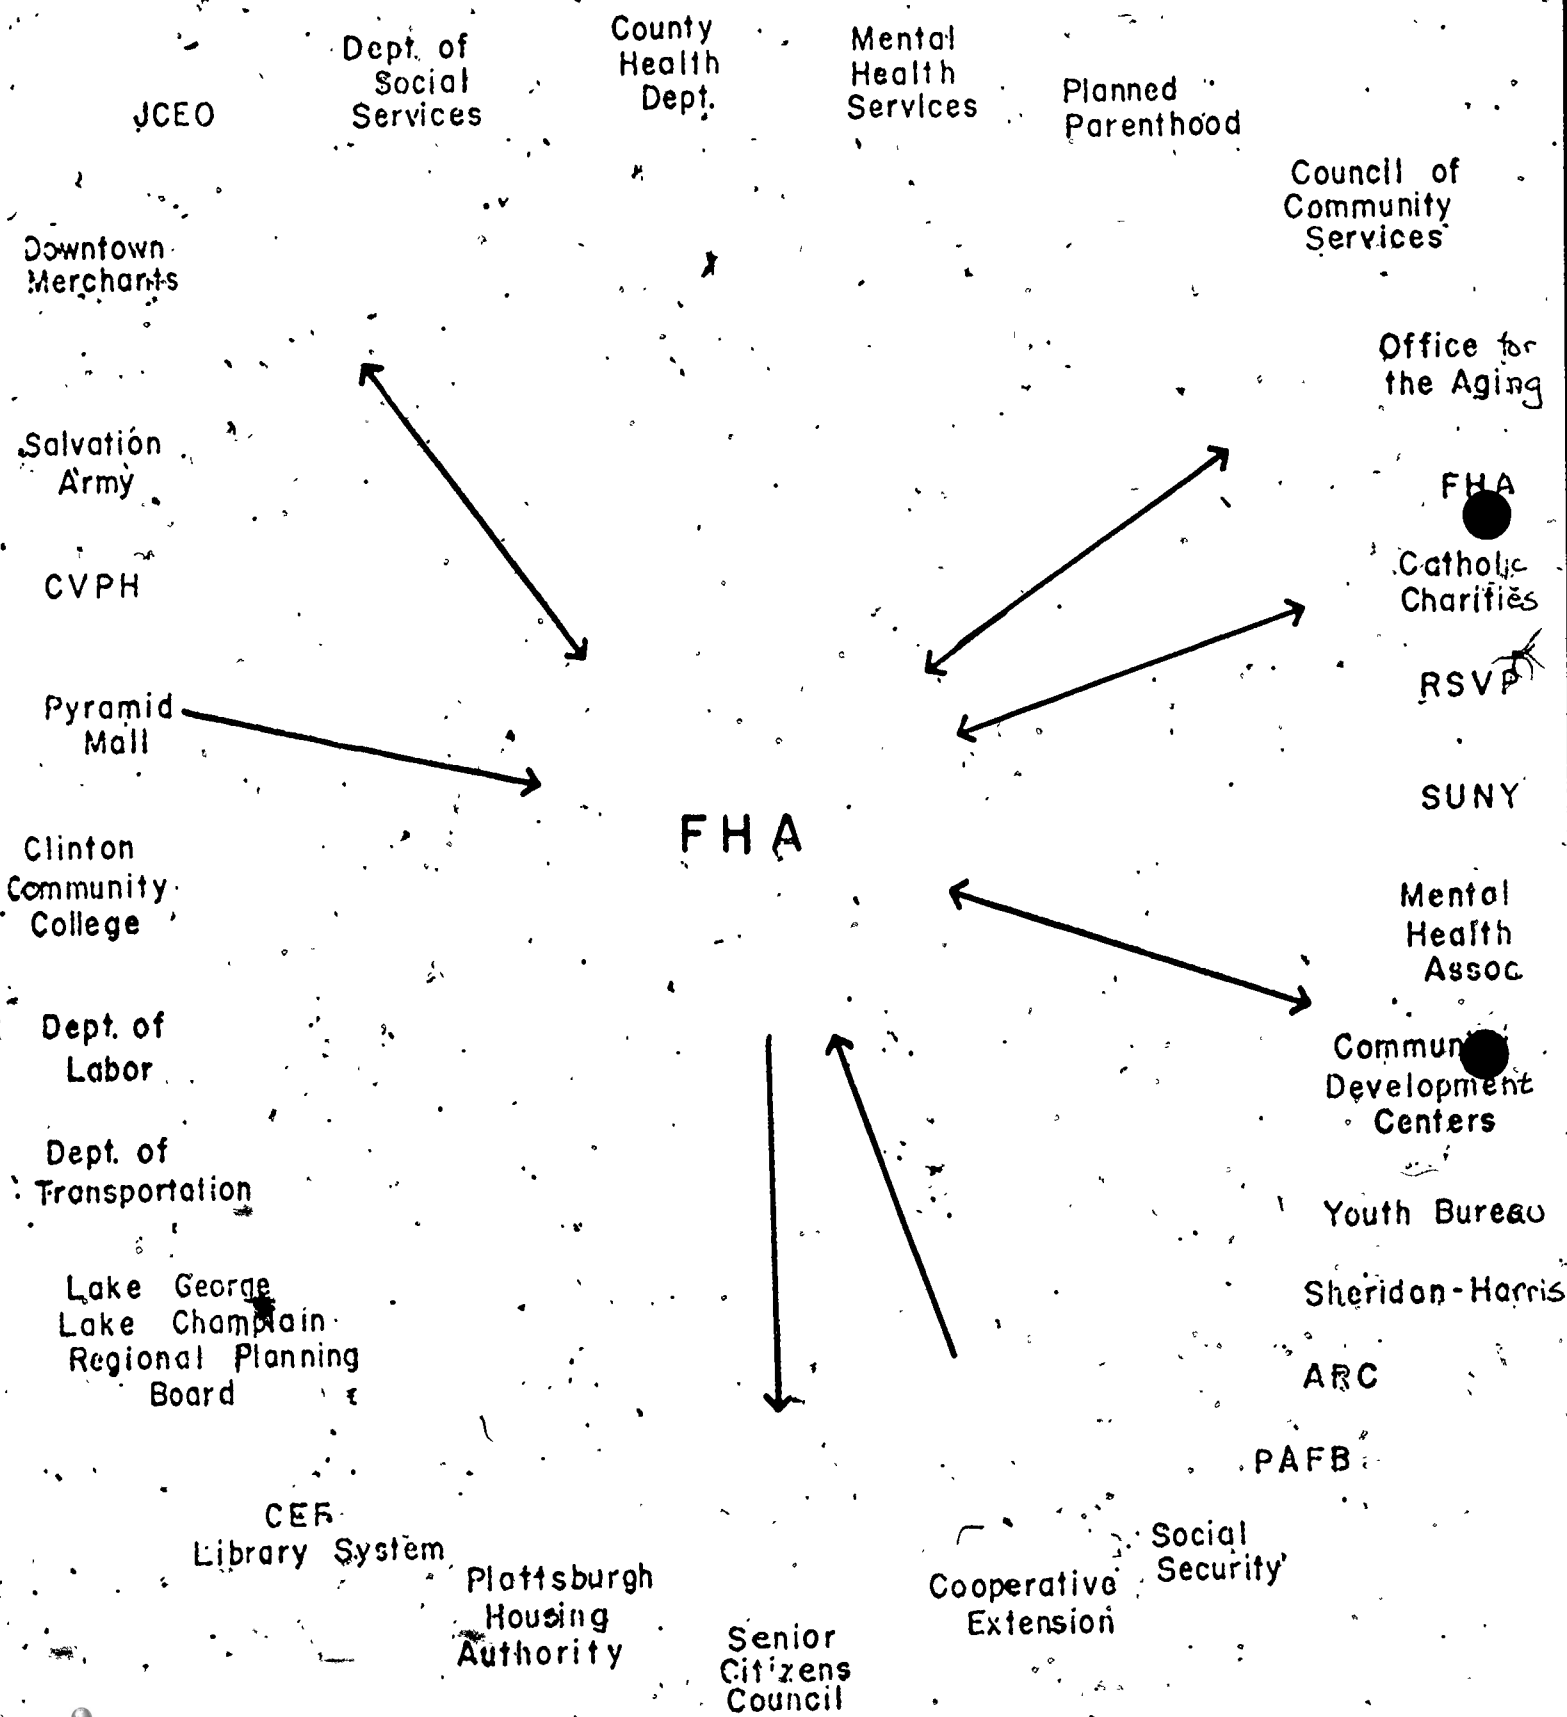 County
Health
Dept.
Mental
Health
Services
Dept. of
Social
Services
Planned
Parenthood
JCEO
Council of
Community
Services
Downtown
Merchants
Office for
the Aging
Salvation
Army
FHA
CVPH
Catholic
Charities
RSVP
Pyramid
Mall
SUNY
FHA
Clinton
Community
College
Mental
Health
Assoc
Dept. of
Labor
Development
Centers
Dept. of
Transportation
Youth Bureau
Lake George
Lake Champlain
Regional Planning
Board
Sheridan-Harris
ARC
PAFB
CEF
Library System
Social
Security
Plattsburgh
Housing
Authority
Cooperative
Extension
Senior
Citizens
Council